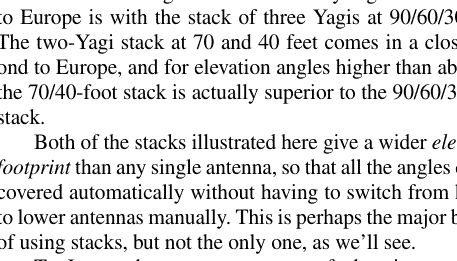 to Europe is with the stack of three Yagis at 90/60/30
The two-Yagi stack at 70 and 40 feet comes in a clos
ond to Europe, and for elevation angles higher than ab
the 70/40-foot stack is actually superior to the 90/60/3
stack.
Both of the stacks illustrated here give a wider ele
footprint than any single antenna, so that all the angles
covered automatically without having to switch from
to lower antennas manually. This is perhaps the major b
of using stacks, but not the only one, as we'll see.